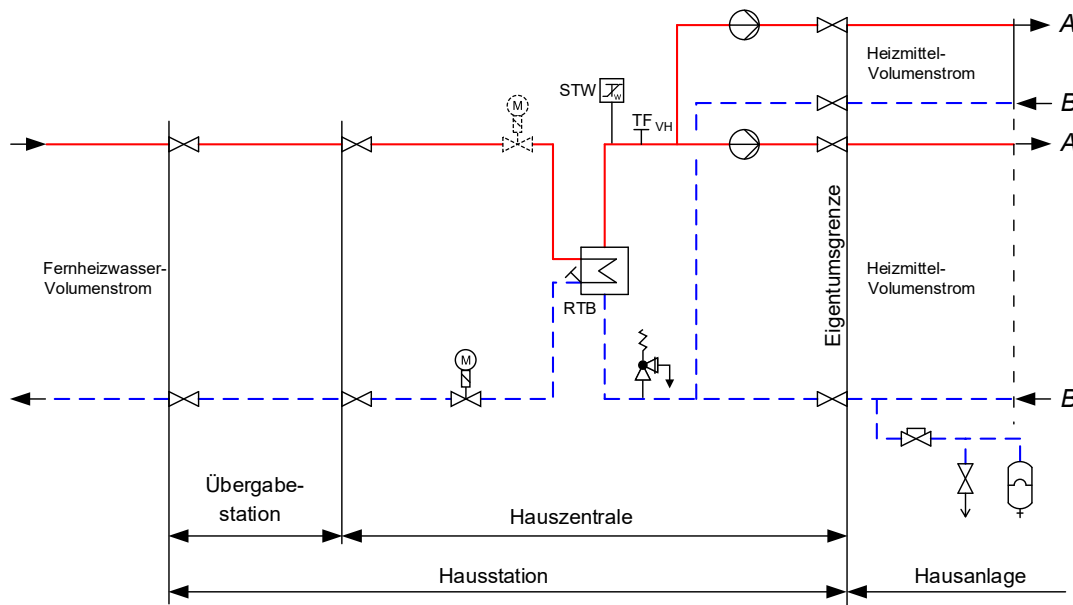 A
Heizmittel-
Volumenstrom
STW
W
M
B
TF VH
A
Fernheizwasser-
Volumenstrom
Eigentumsgrenze
Heizmittel-
Volumenstrom
RTB
M
B
Übergabe-
station
Hauszentrale
Hausstation
Hausanlage